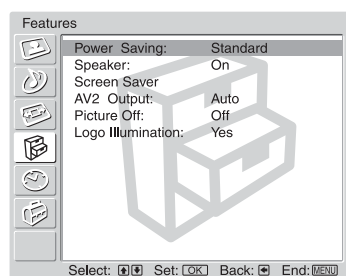 Features
Power Saving: Standard
Speaker: On
Screen Saver
AV2 Output: Auto
Picture Off: Off
Logo Illumination: Yes
Select: Set: OK Back: End: MENU